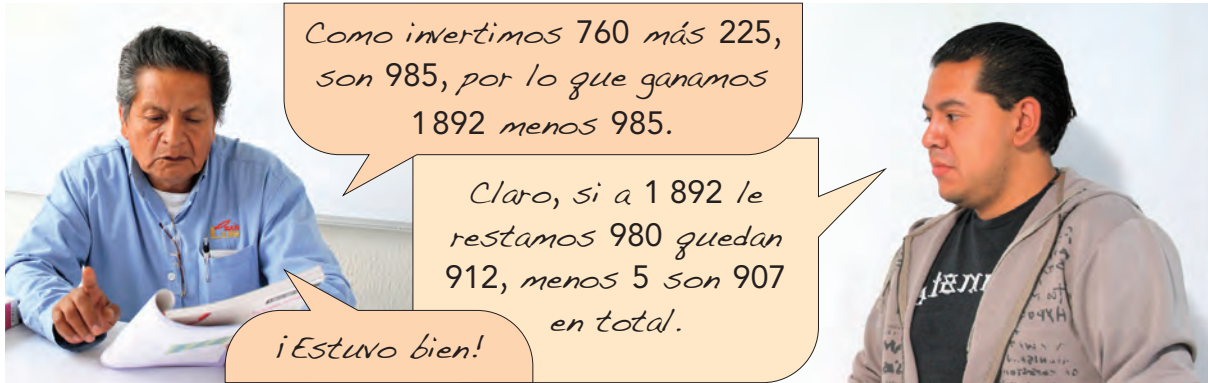 Como invertimos 760 más 225,
son 985, por lo que ganamos
1 892 menos 985.
Claro, si a 1 892 le
restamos 980 quedan
912, menos 5 son 907
en total.
¡Estuvo bien!